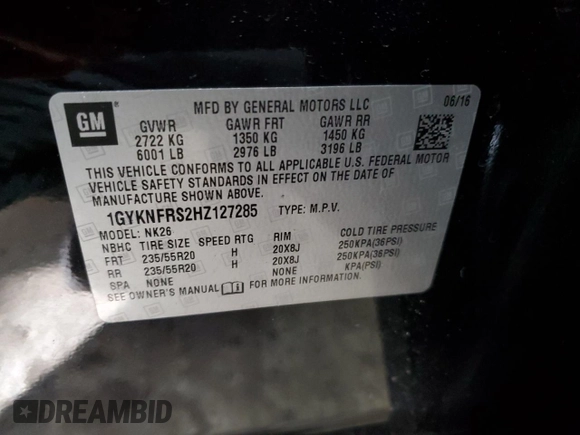 GM
MFD BY GENERAL MOTORS LLC 06/16
GVWR GAWR FRT GAWR RR
2722 KG 1350 KG 1450 KG
6001 LB 2976 LB 3196 LB
THIS VEHICLE CONFORMS TO ALL APPLICABLE U.S. FEDERAL MOTOR
VEHICLE SAFETY STANDARDS IN EFFECT ON THE DATE OF
MANUFACTURE SHOWN ABOVE.
1GYKNFRS2HZ127285 TYPE: M.P.V.
MODEL: NK26
NBHC TIRE SIZE SPEED RTG RIM COLD TIRE PRESSURE
FRT 235/55R20 H 20X8J 250KPA(36PSI)
RR 235/55R20 H 20X8J 250KPA(36PSI)
SPA NONE NONE KPA(PSI)
SEE OWNER'S MANUAL FOR MORE INFORMATION.
DREAMBID